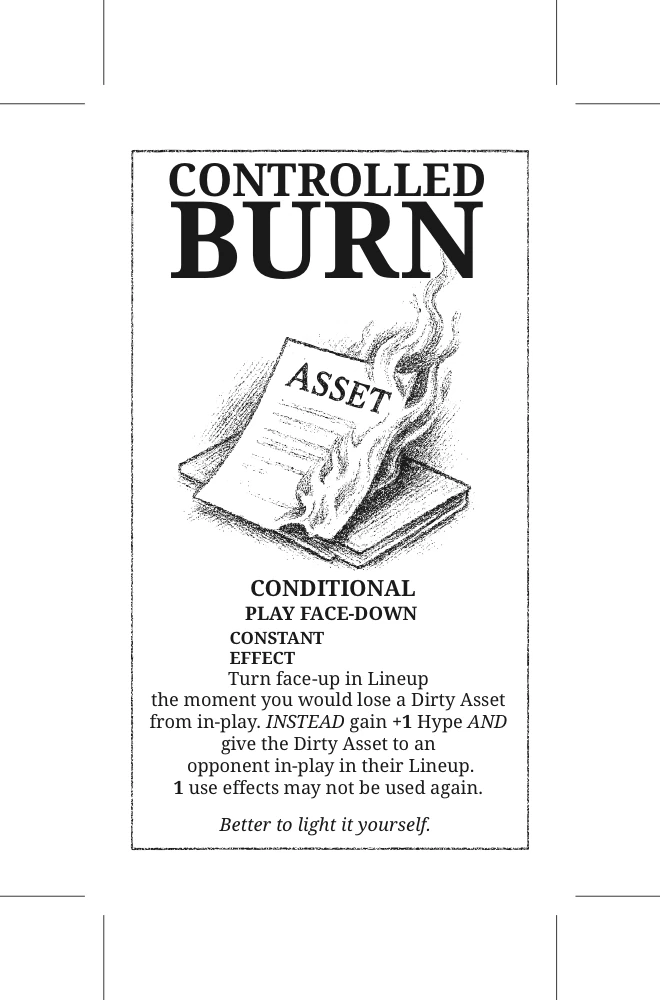 CONTROLLED
BURN
ASSET
CONDITIONAL
PLAY FACE-DOWN
CONSTANT
EFFECT
Turn face-up in Lineup
the moment you would lose a Dirty Asset
from in-play. INSTEAD gain +1 Hype AND
give the Dirty Asset to an
opponent in-play in their Lineup.
1 use effects may not be used again.
Better to light it yourself.